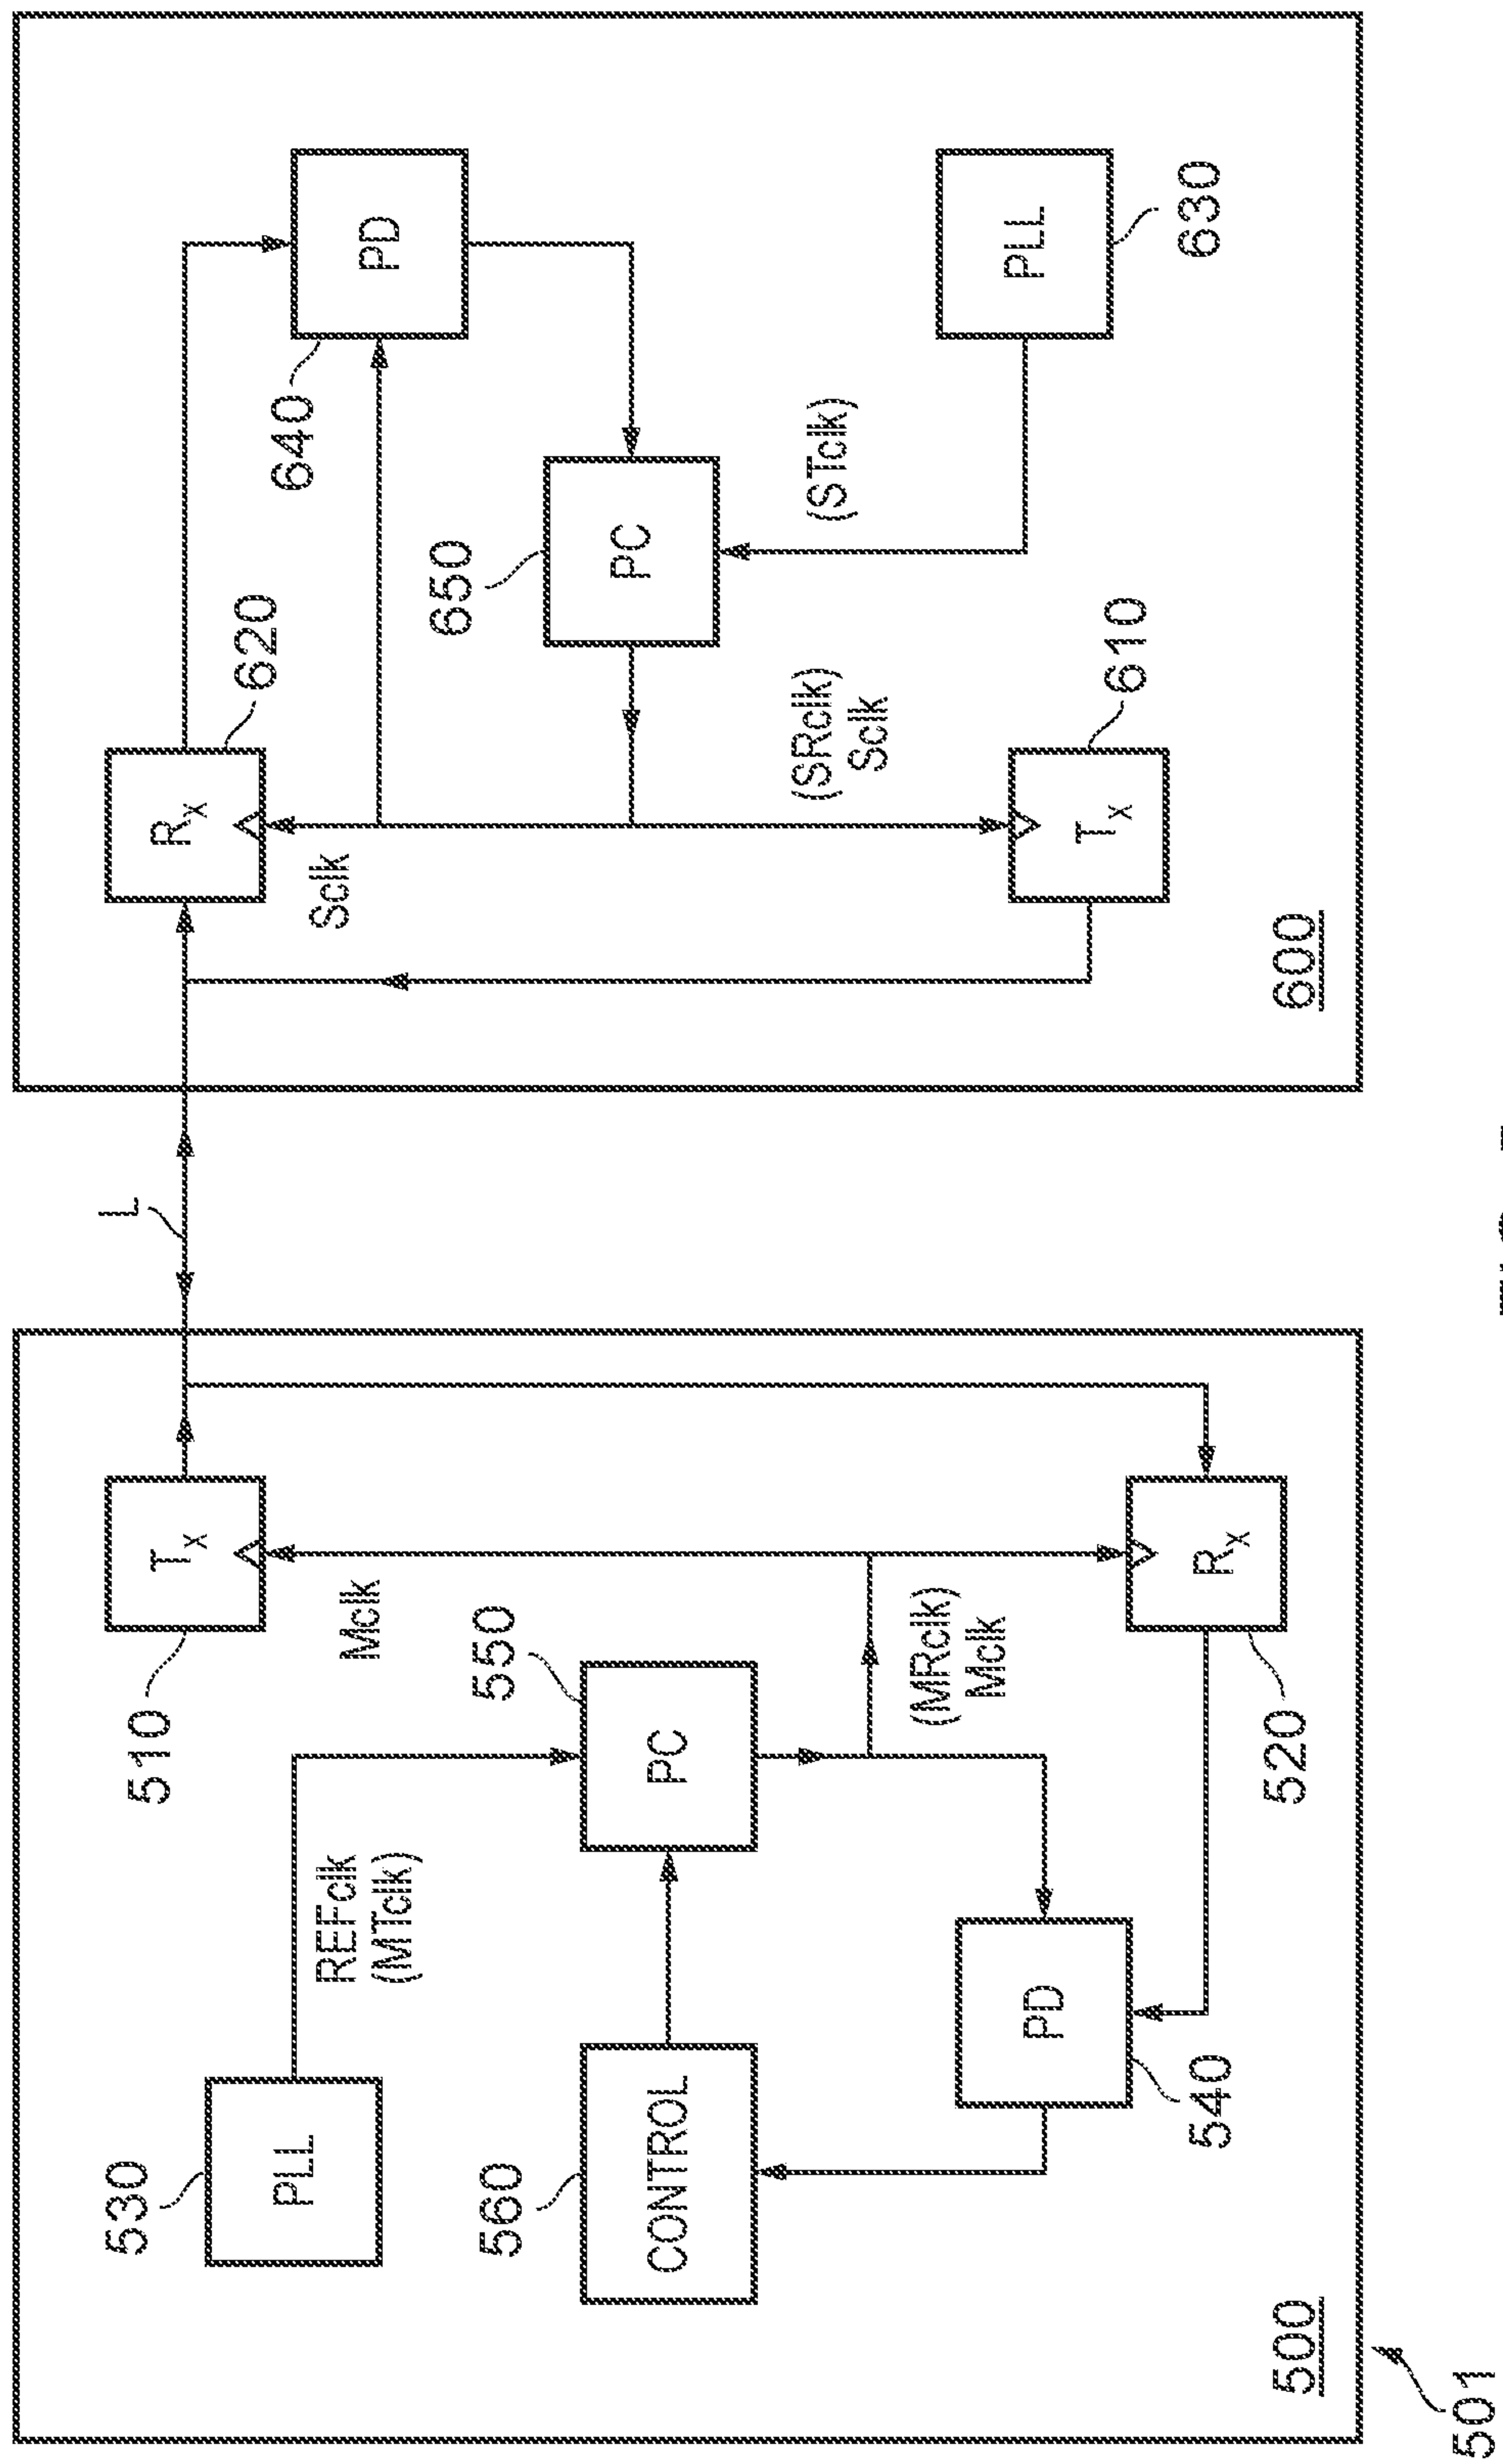 530
PLL
REFclk
(MTclk)
510
Tx
Mclk
560
CONTROL
550
PC
(MRclk)
Mclk
540
PD
520
Rx
500
501
L
Rx
620
Sclk
640
PD
650
PC
(STclk)
(SRclk)
Sclk
Tx
610
PLL
630
600